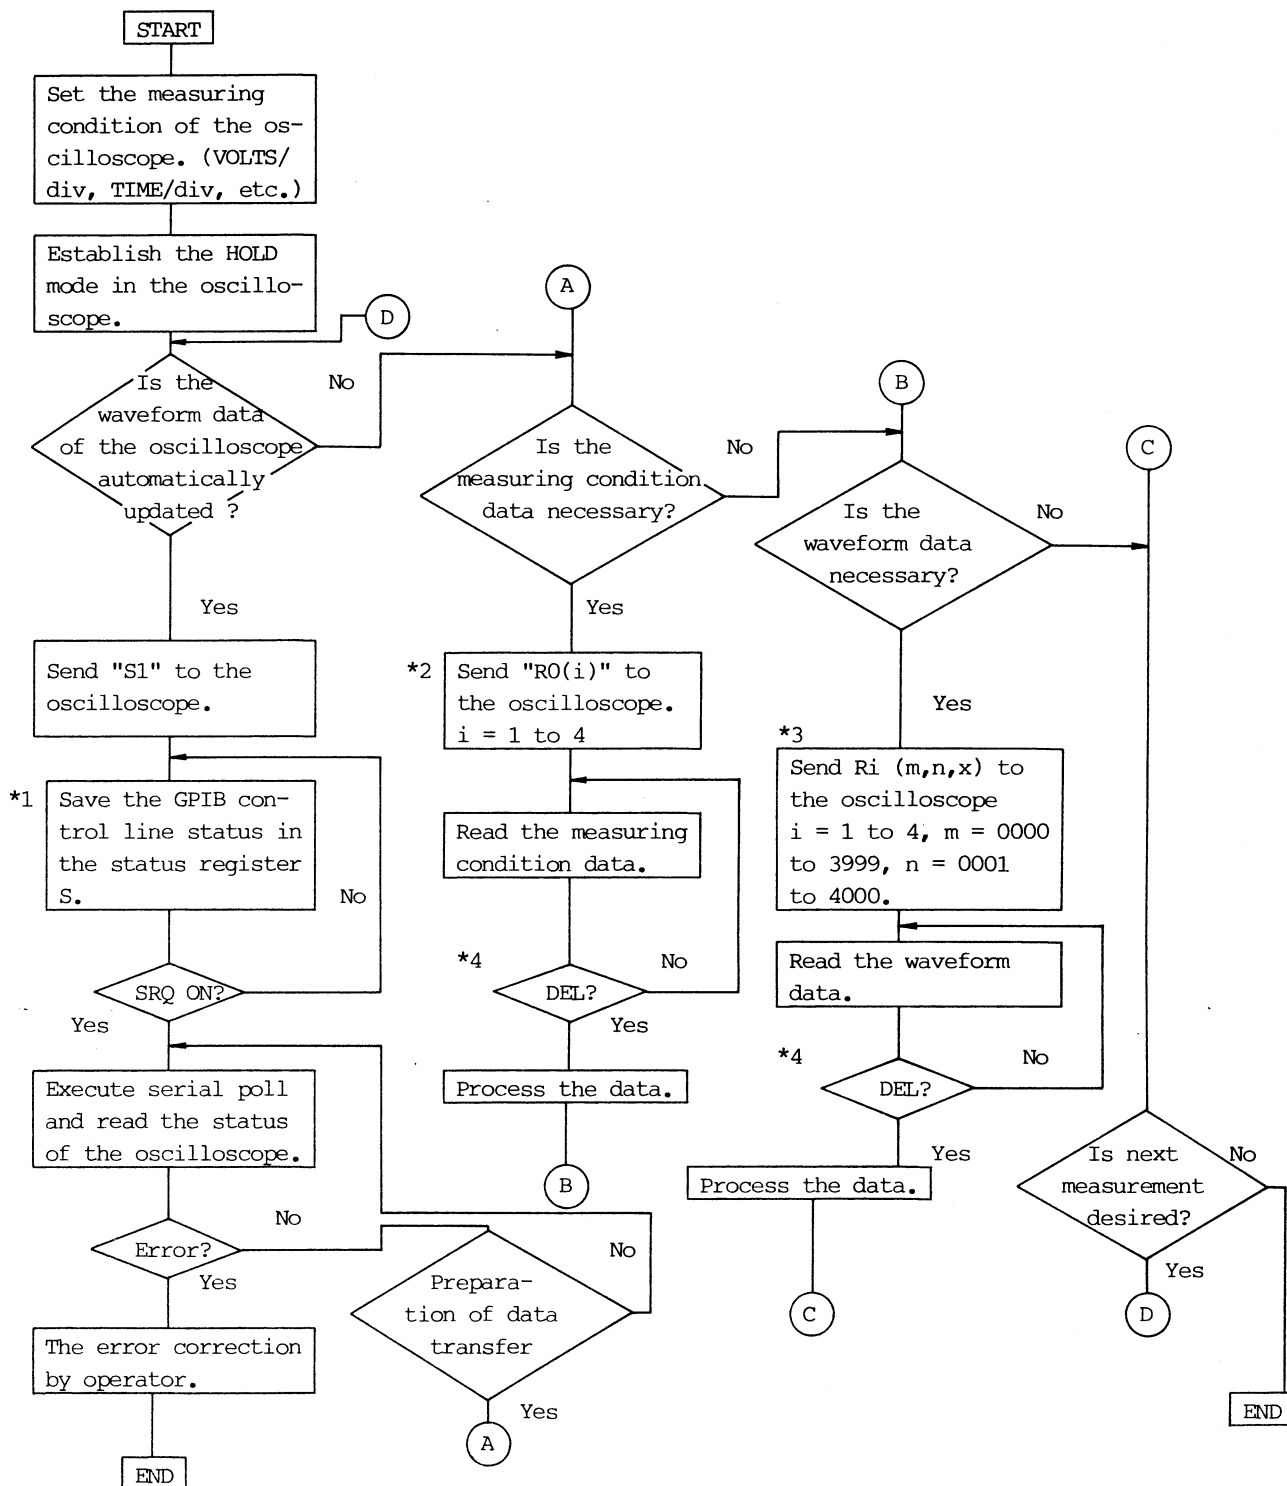 START
Set the measuring
condition of the os-
cilloscope. (VOLTS/
div, TIME/div, etc.)
Establish the HOLD
mode in the oscillo-
scope.
D
Is the
waveform data
of the oscilloscope
automatically
updated ?
No
Yes
Send "S1" to the
oscilloscope.
*1
Save the GPIB con-
trol line status in
the status register
S.
No
SRQ ON?
Yes
Execute serial poll
and read the status
of the oscilloscope.
Error?
No
Yes
The error correction
by operator.
END
Prepara-
tion of data
transfer
No
Yes
A
A
Is the
measuring condition
data necessary?
No
Yes
*2
Send "R0(i)" to
the oscilloscope.
i = 1 to 4
Read the measuring
condition data.
*4
DEL?
No
Yes
Process the data.
B
B
Is the
waveform data
necessary?
No
Yes
*3
Send Ri (m,n,x) to
the oscilloscope
i = 1 to 4, m = 0000
to 3999, n = 0001
to 4000.
Read the waveform
data.
*4
DEL?
No
Yes
Process the data.
C
C
Is next
measurement
desired?
No
Yes
D
END